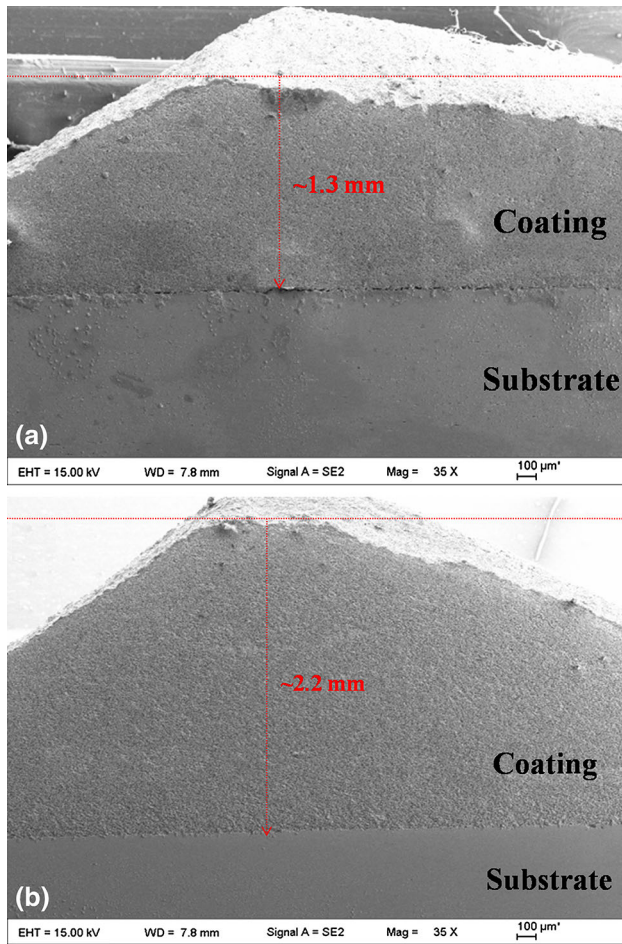 ~1.3 mm
Coating
Substrate
(a)
EHT = 15.00 kV WD = 7.8 mm Signal A = SE2 Mag = 35 X 100 µm*
~2.2 mm
Coating
Substrate
(b)
EHT = 15.00 kV WD = 7.8 mm Signal A = SE2 Mag = 35 X 100 µm*